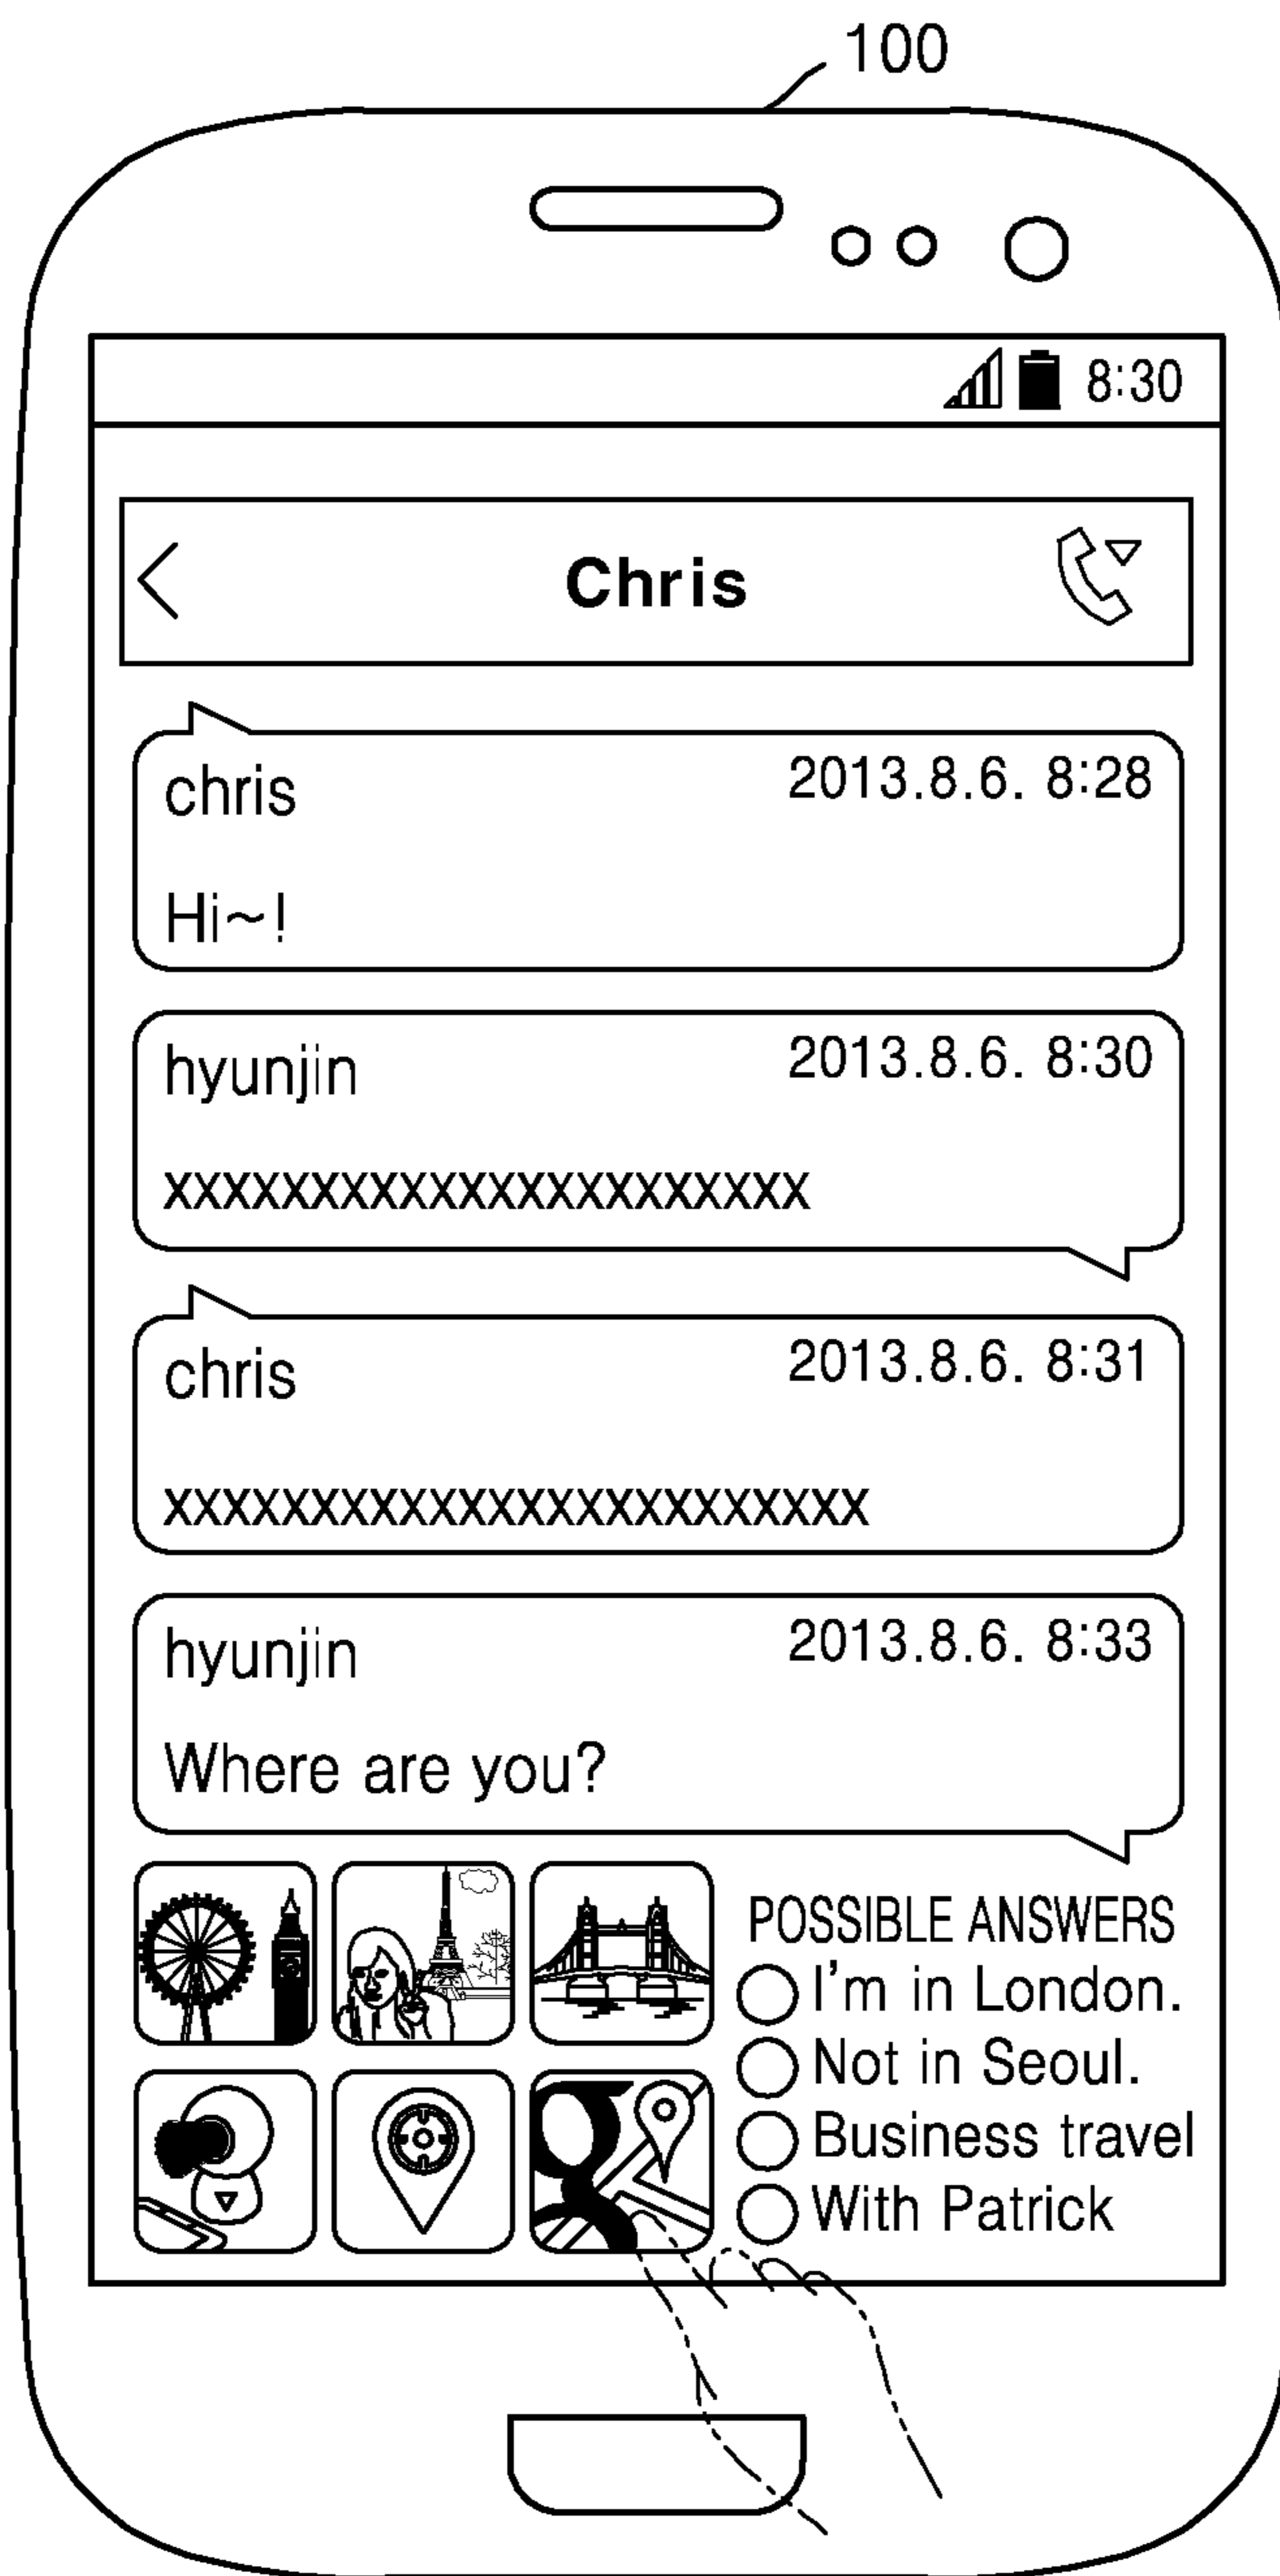 100
8:30
Chris
chris 2013.8.6. 8:28
Hi~!
hyunjin 2013.8.6. 8:30
xxxxxxxxxxxxxxxxxxxxxx
chris 2013.8.6. 8:31
xxxxxxxxxxxxxxxxxxxxxxxx
hyunjin 2013.8.6. 8:33
Where are you?
POSSIBLE ANSWERS
I'm in London.
Not in Seoul.
Business travel
With Patrick